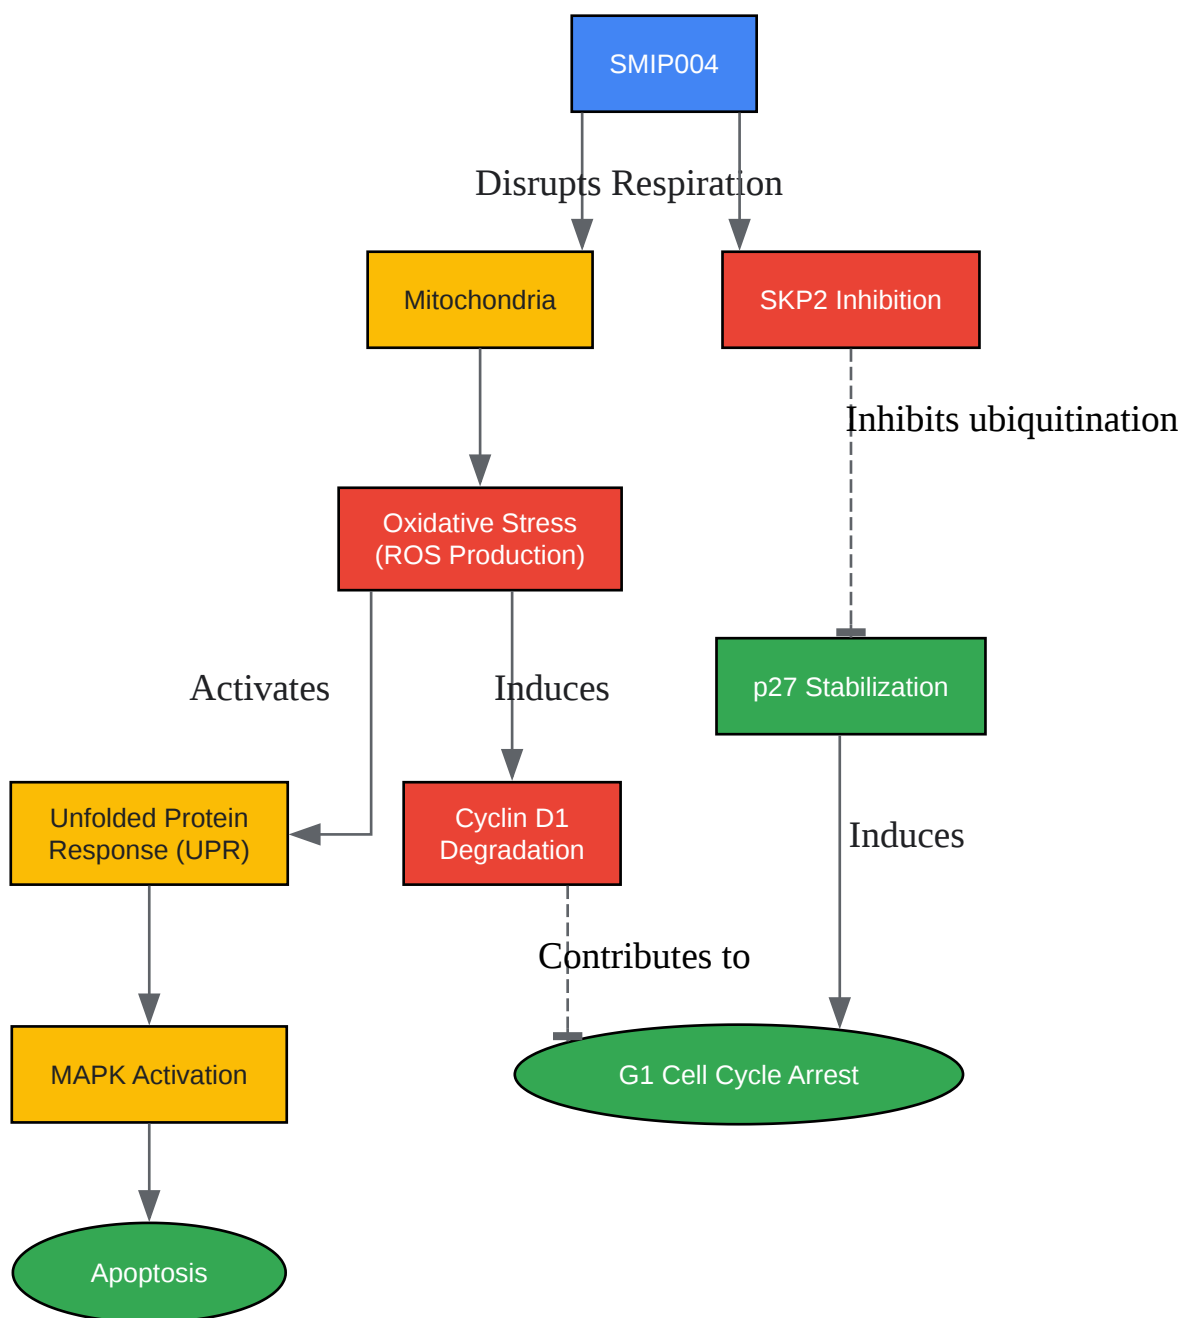 SMIP004
Disrupts Respiration
Mitochondria
SKP2 Inhibition
Inhibits ubiquitination
Oxidative Stress
(ROS Production)
Activates
Induces
p27 Stabilization
Unfolded Protein
Response (UPR)
Cyclin D1
Degradation
Induces
Contributes to
MAPK Activation
G1 Cell Cycle Arrest
Apoptosis